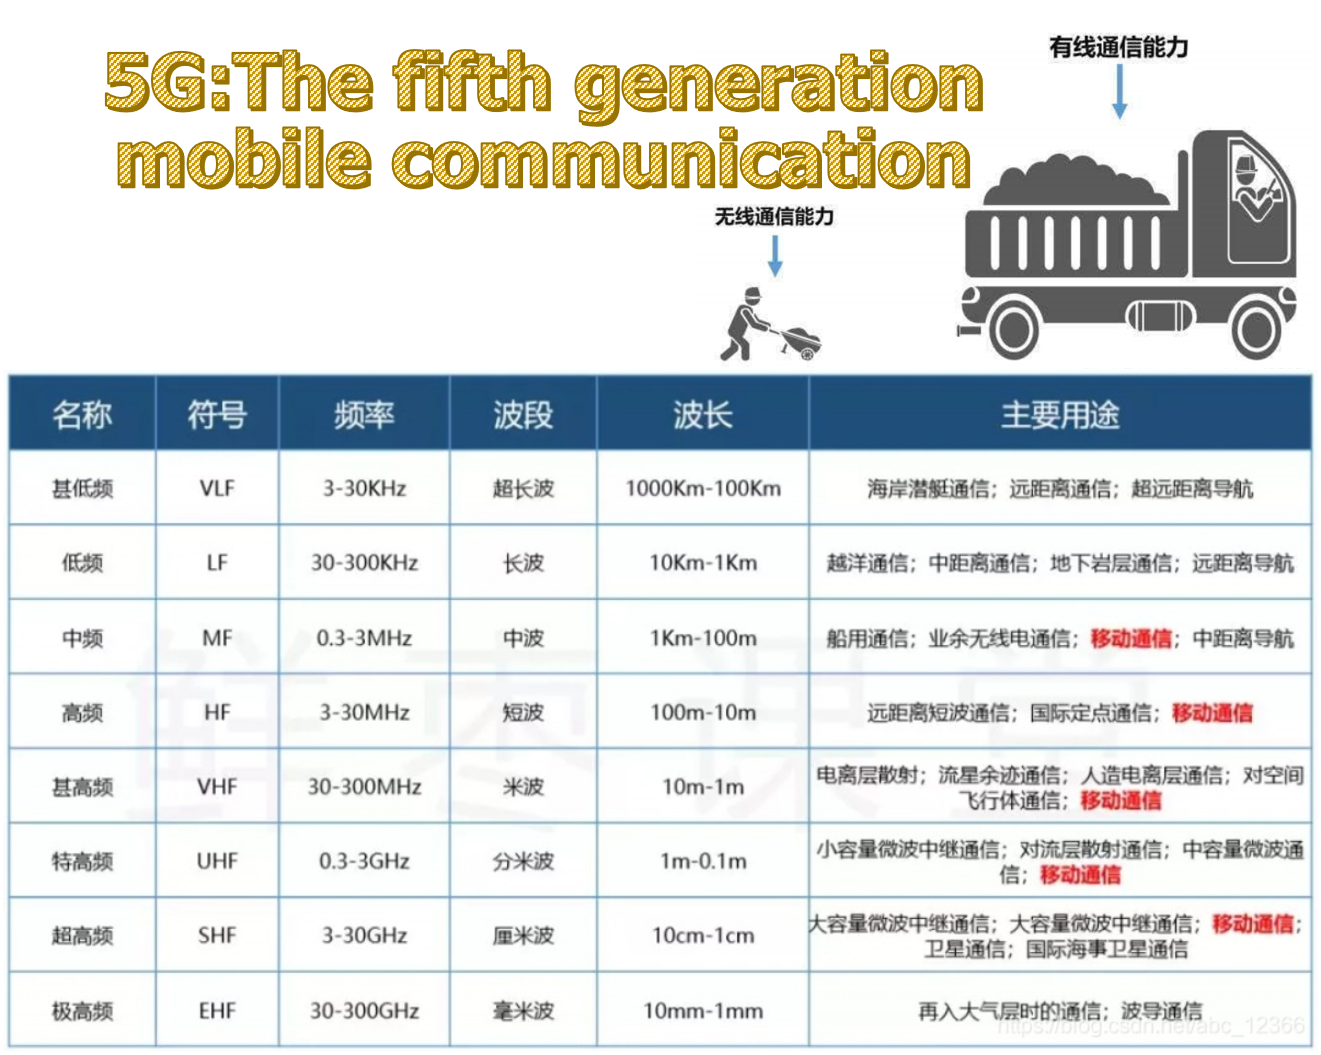 5G:The fifth generation
mobile communication
有线通信能力
无线通信能力
名称 符号 频率 波段 波长 主要用途
甚低频 VLF 3-30KHz 超长波 1000Km-100Km 海岸潜艇通信；远距离通信；超远距离导航
低频 LF 30-300KHz 长波 10Km-1Km 越洋通信；中距离通信；地下岩层通信；远距离导航
中频 MF 0.3-3MHz 中波 1Km-100m 船用通信；业余无线电通信；移动通信；中距离导航
高频 HF 3-30MHz 短波 100m-10m 远距离短波通信；国际定点通信；移动通信
甚高频 VHF 30-300MHz 米波 10m-1m 电离层散射；流星余迹通信；人造电离层通信；对空间
飞行体通信；移动通信
特高频 UHF 0.3-3GHz 分米波 1m-0.1m 小容量微波中继通信；对流层散射通信；中容量微波通
信；移动通信
超高频 SHF 3-30GHz 厘米波 10cm-1cm 大容量微波中继通信；大容量微波中继通信；移动通信；
卫星通信；国际海事卫星通信
极高频 EHF 30-300GHz 毫米波 10mm-1mm 再入大气层时的通信；波导通信
鲜枣课堂
https://blog.csdn.net/abc_12366